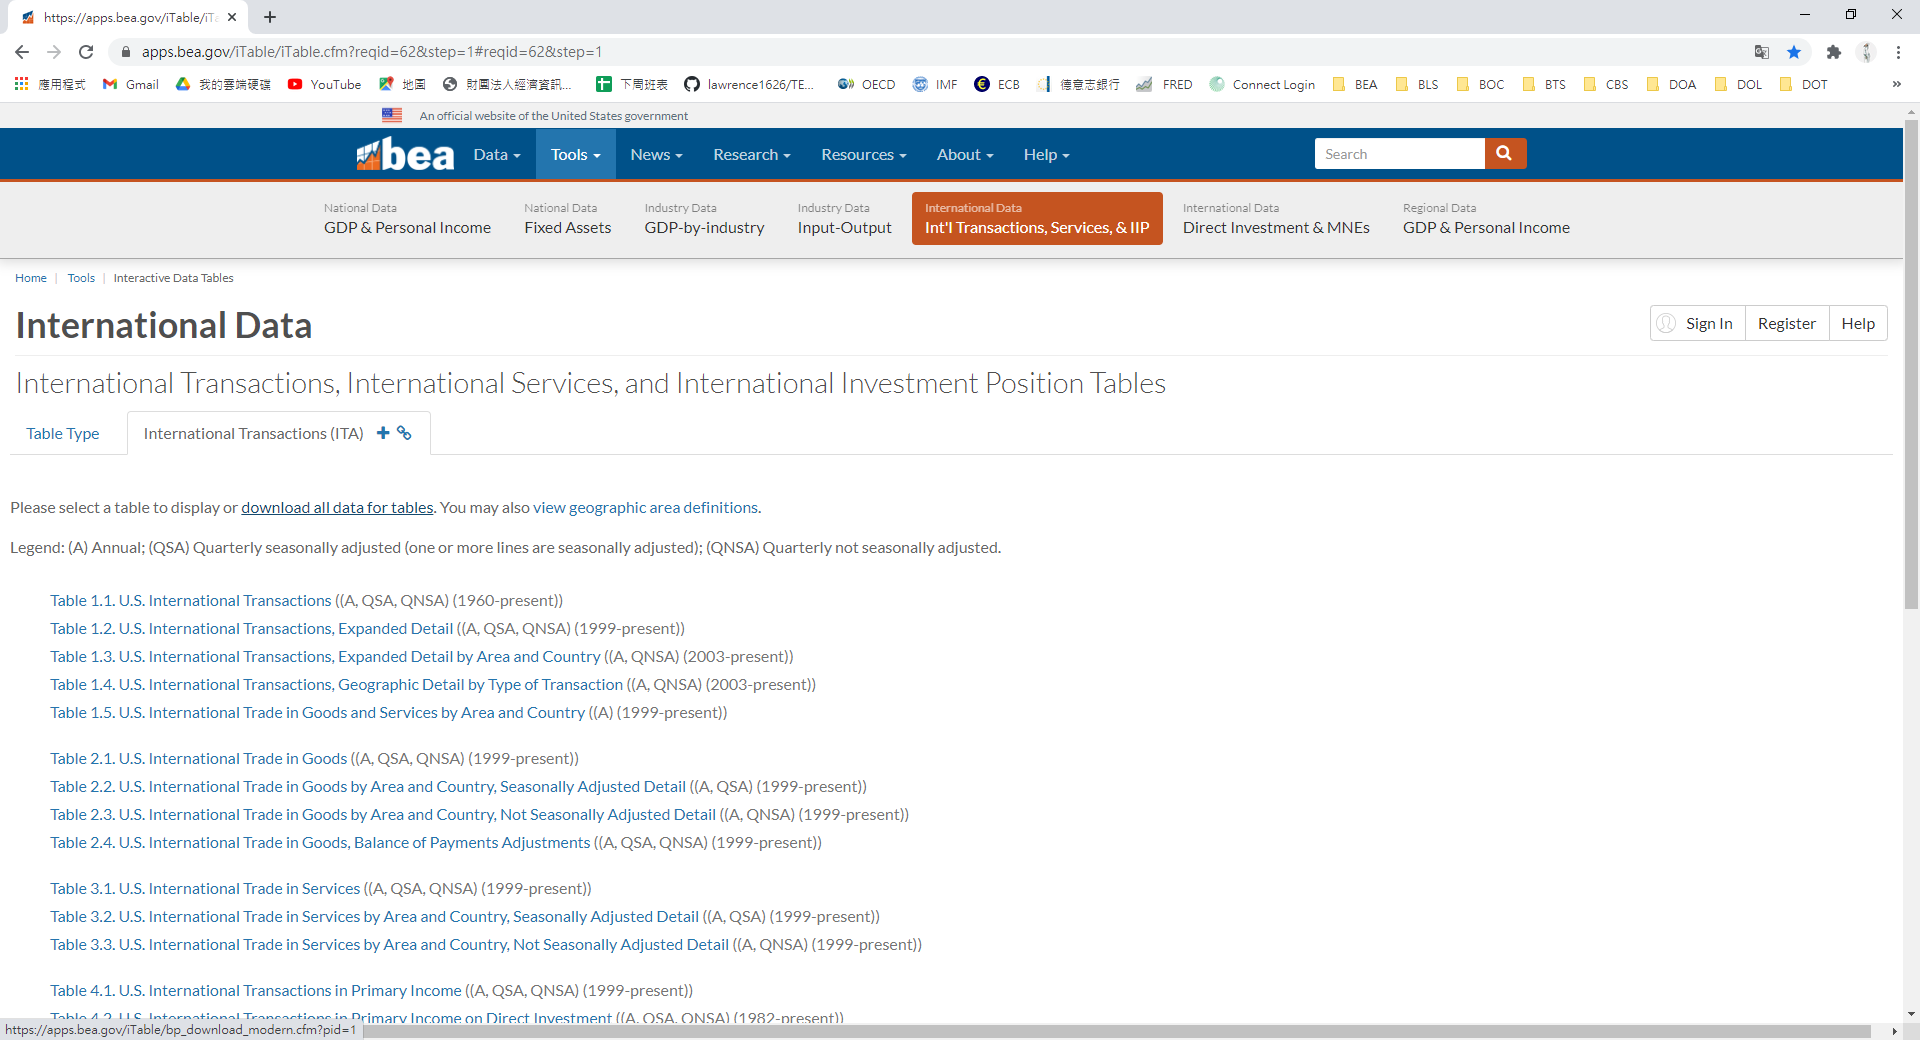 https://apps.bea.gov/iTable/iTa
apps.bea.gov/iTable/iTable.cfm?reqid=62&step=1#reqid=62&step=1
應用程式 Gmail 我的雲端硬碟 YouTube 地圖 財團法人經濟資訊... 下周班表 lawrence1626/TE... OECD IMF ECB 德意志銀行 FRED Connect Login BEA BLS BOC BTS CBS DOA DOL DOT »
An official website of the United States government
bea Data Tools News Research Resources About Help Search
National Data National Data Industry Data Industry Data International Data International Data Regional Data
GDP & Personal Income Fixed Assets GDP-by-industry Input-Output Int'l Transactions, Services, & IIP Direct Investment & MNEs GDP & Personal Income
Home | Tools | Interactive Data Tables
International Data
Sign In Register Help
International Transactions, International Services, and International Investment Position Tables
Table Type International Transactions (ITA)
Please select a table to display or download all data for tables. You may also view geographic area definitions.
Legend: (A) Annual; (QSA) Quarterly seasonally adjusted (one or more lines are seasonally adjusted); (QNSA) Quarterly not seasonally adjusted.
Table 1.1. U.S. International Transactions ((A, QSA, QNSA) (1960-present))
Table 1.2. U.S. International Transactions, Expanded Detail ((A, QSA, QNSA) (1999-present))
Table 1.3. U.S. International Transactions, Expanded Detail by Area and Country ((A, QNSA) (2003-present))
Table 1.4. U.S. International Transactions, Geographic Detail by Type of Transaction ((A, QNSA) (2003-present))
Table 1.5. U.S. International Trade in Goods and Services by Area and Country ((A) (1999-present))
Table 2.1. U.S. International Trade in Goods ((A, QSA, QNSA) (1999-present))
Table 2.2. U.S. International Trade in Goods by Area and Country, Seasonally Adjusted Detail ((A, QSA) (1999-present))
Table 2.3. U.S. International Trade in Goods by Area and Country, Not Seasonally Adjusted Detail ((A, QNSA) (1999-present))
Table 2.4. U.S. International Trade in Goods, Balance of Payments Adjustments ((A, QSA, QNSA) (1999-present))
Table 3.1. U.S. International Trade in Services ((A, QSA, QNSA) (1999-present))
Table 3.2. U.S. International Trade in Services by Area and Country, Seasonally Adjusted Detail ((A, QSA) (1999-present))
Table 3.3. U.S. International Trade in Services by Area and Country, Not Seasonally Adjusted Detail ((A, QNSA) (1999-present))
Table 4.1. U.S. International Transactions in Primary Income ((A, QSA, QNSA) (1999-present))
Table 4.2. U.S. International Transactions in Primary Income on Direct Investment ((A, QSA, QNSA) (1982-present))
https://apps.bea.gov/iTable/bp_download_modern.cfm?pid=1